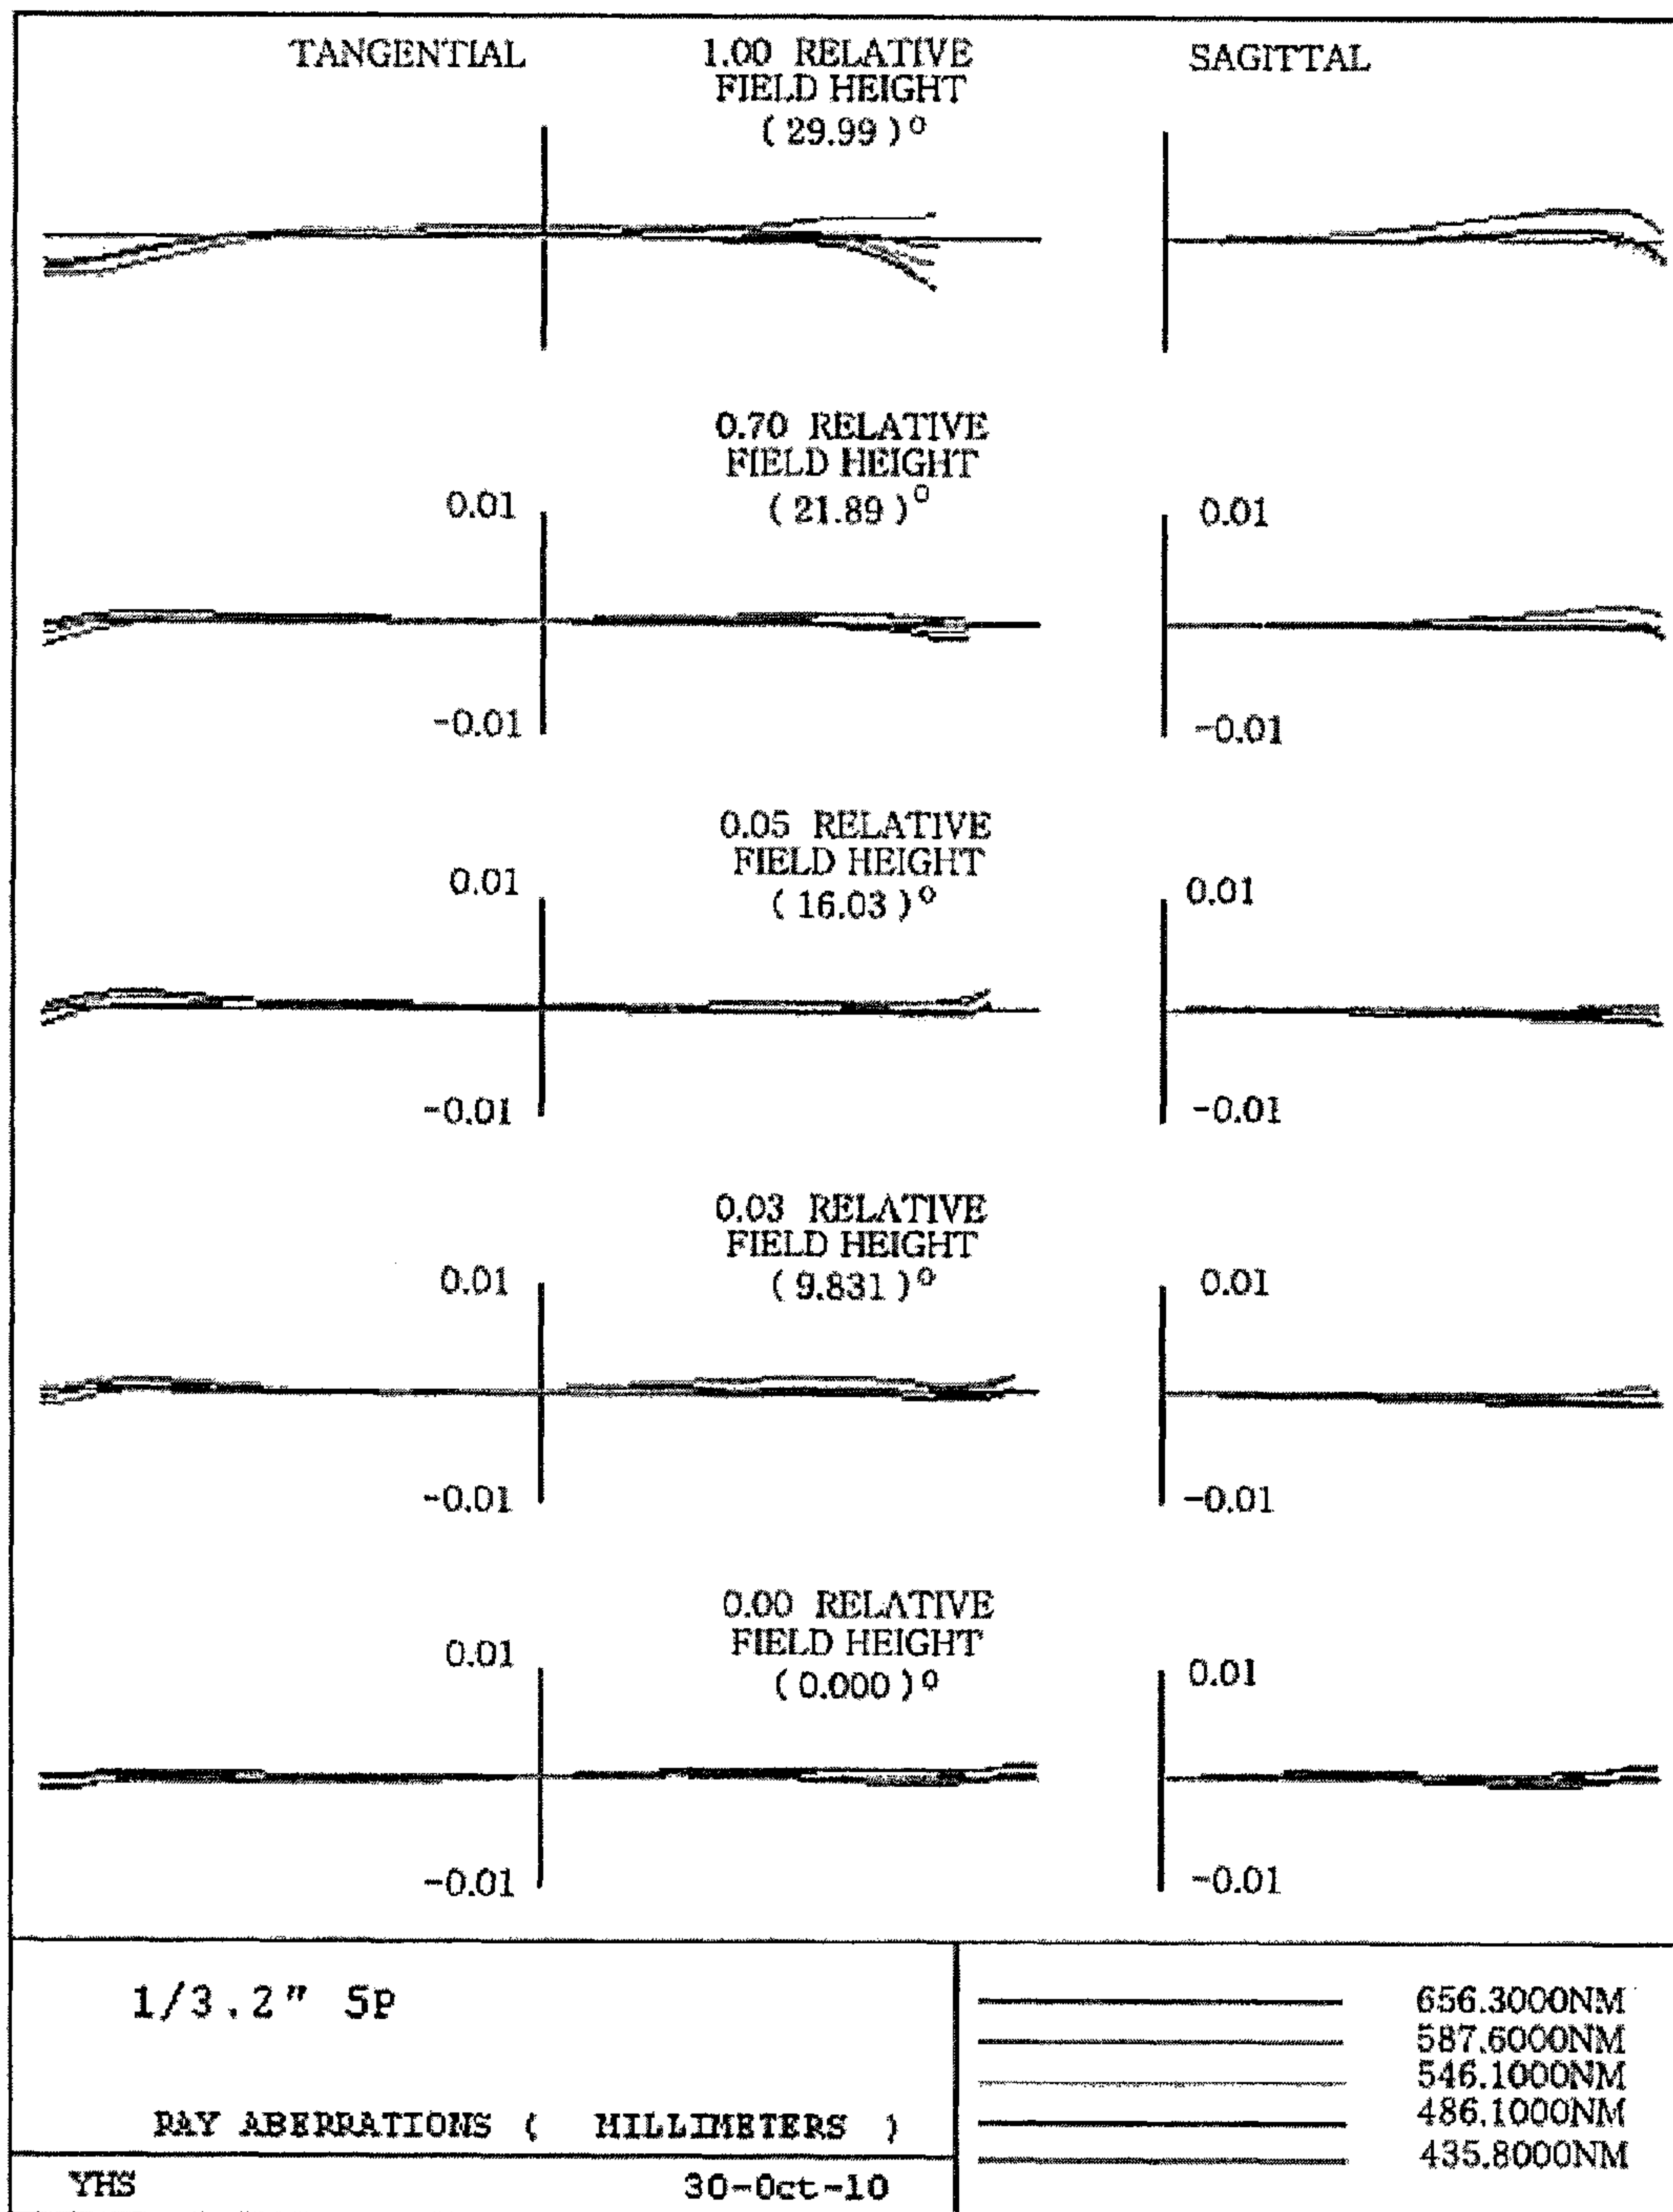 TANGENTIAL
1.00 RELATIVE
FIELD HEIGHT
( 29.99 )º
SAGITTAL
0.70 RELATIVE
FIELD HEIGHT
( 21.89 )º
0.01
0.01
-0.01
-0.01
0.05 RELATIVE
FIELD HEIGHT
( 16.03 )º
0.01
0.01
-0.01
-0.01
0.03 RELATIVE
FIELD HEIGHT
( 9.831 )º
0.01
0.01
-0.01
-0.01
0.00 RELATIVE
FIELD HEIGHT
( 0.000 )º
0.01
0.01
-0.01
-0.01
1/3.2" 5P
RAY ABERRATIONS ( MILLIMETERS )
YHS 30-Oct-10
656.3000NM
587.6000NM
546.1000NM
486.1000NM
435.8000NM